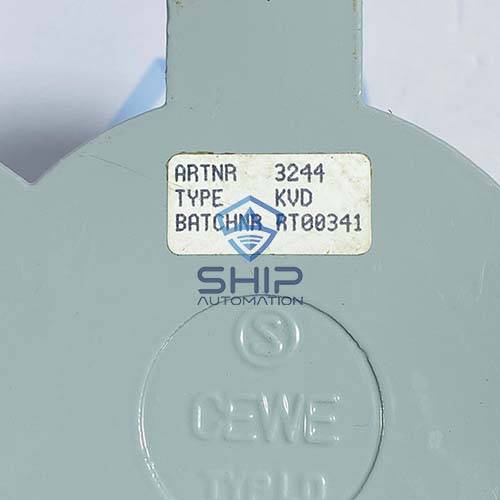 ARTNR 3244
TYPE KVD
BATCHNR RT00341
SHIP
AUTOMATION
S
CEWE